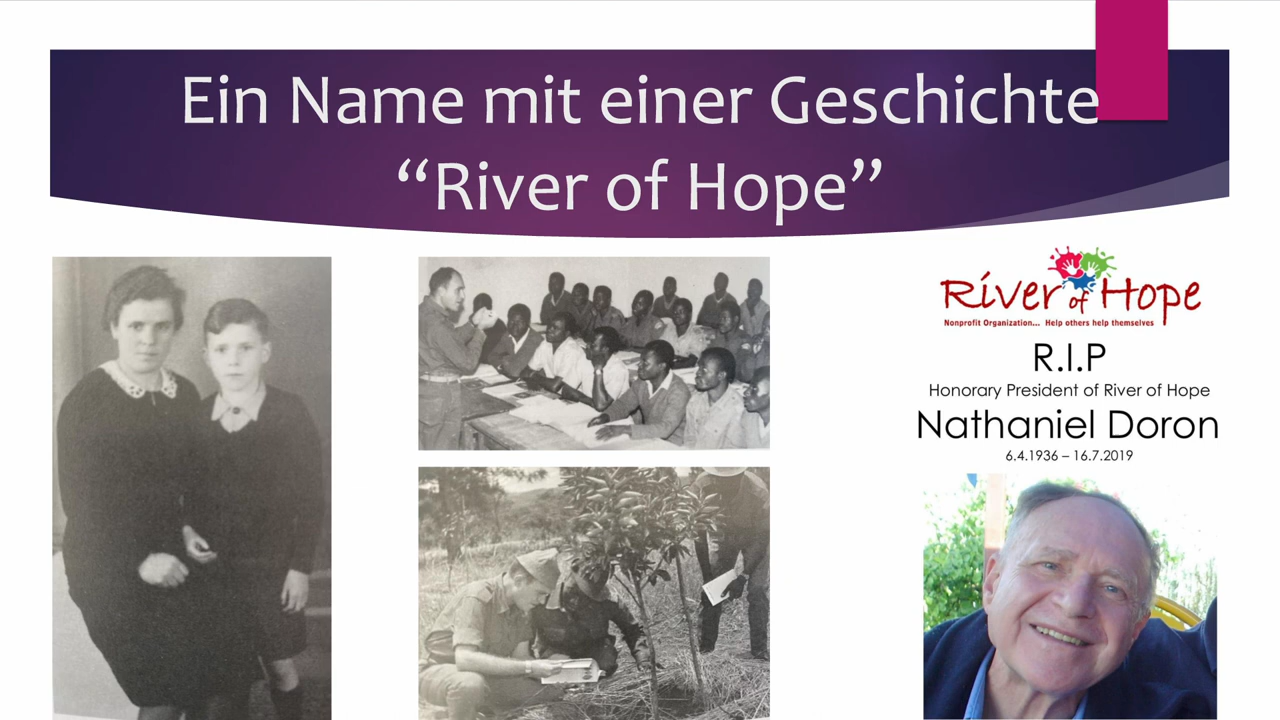 Ein Name mit einer Geschichte
“River of Hope”
River of Hope
Nonprofit Organization... Help others help themselves
R.I.P
Honorary President of River of Hope
Nathaniel Doron
6.4.1936 – 16.7.2019